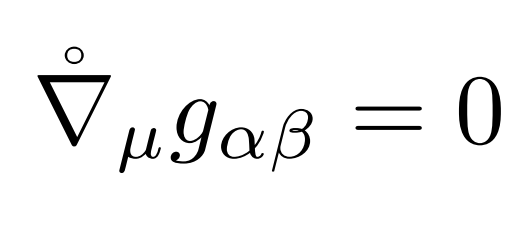 ∇̊_μ g_{αβ} = 0